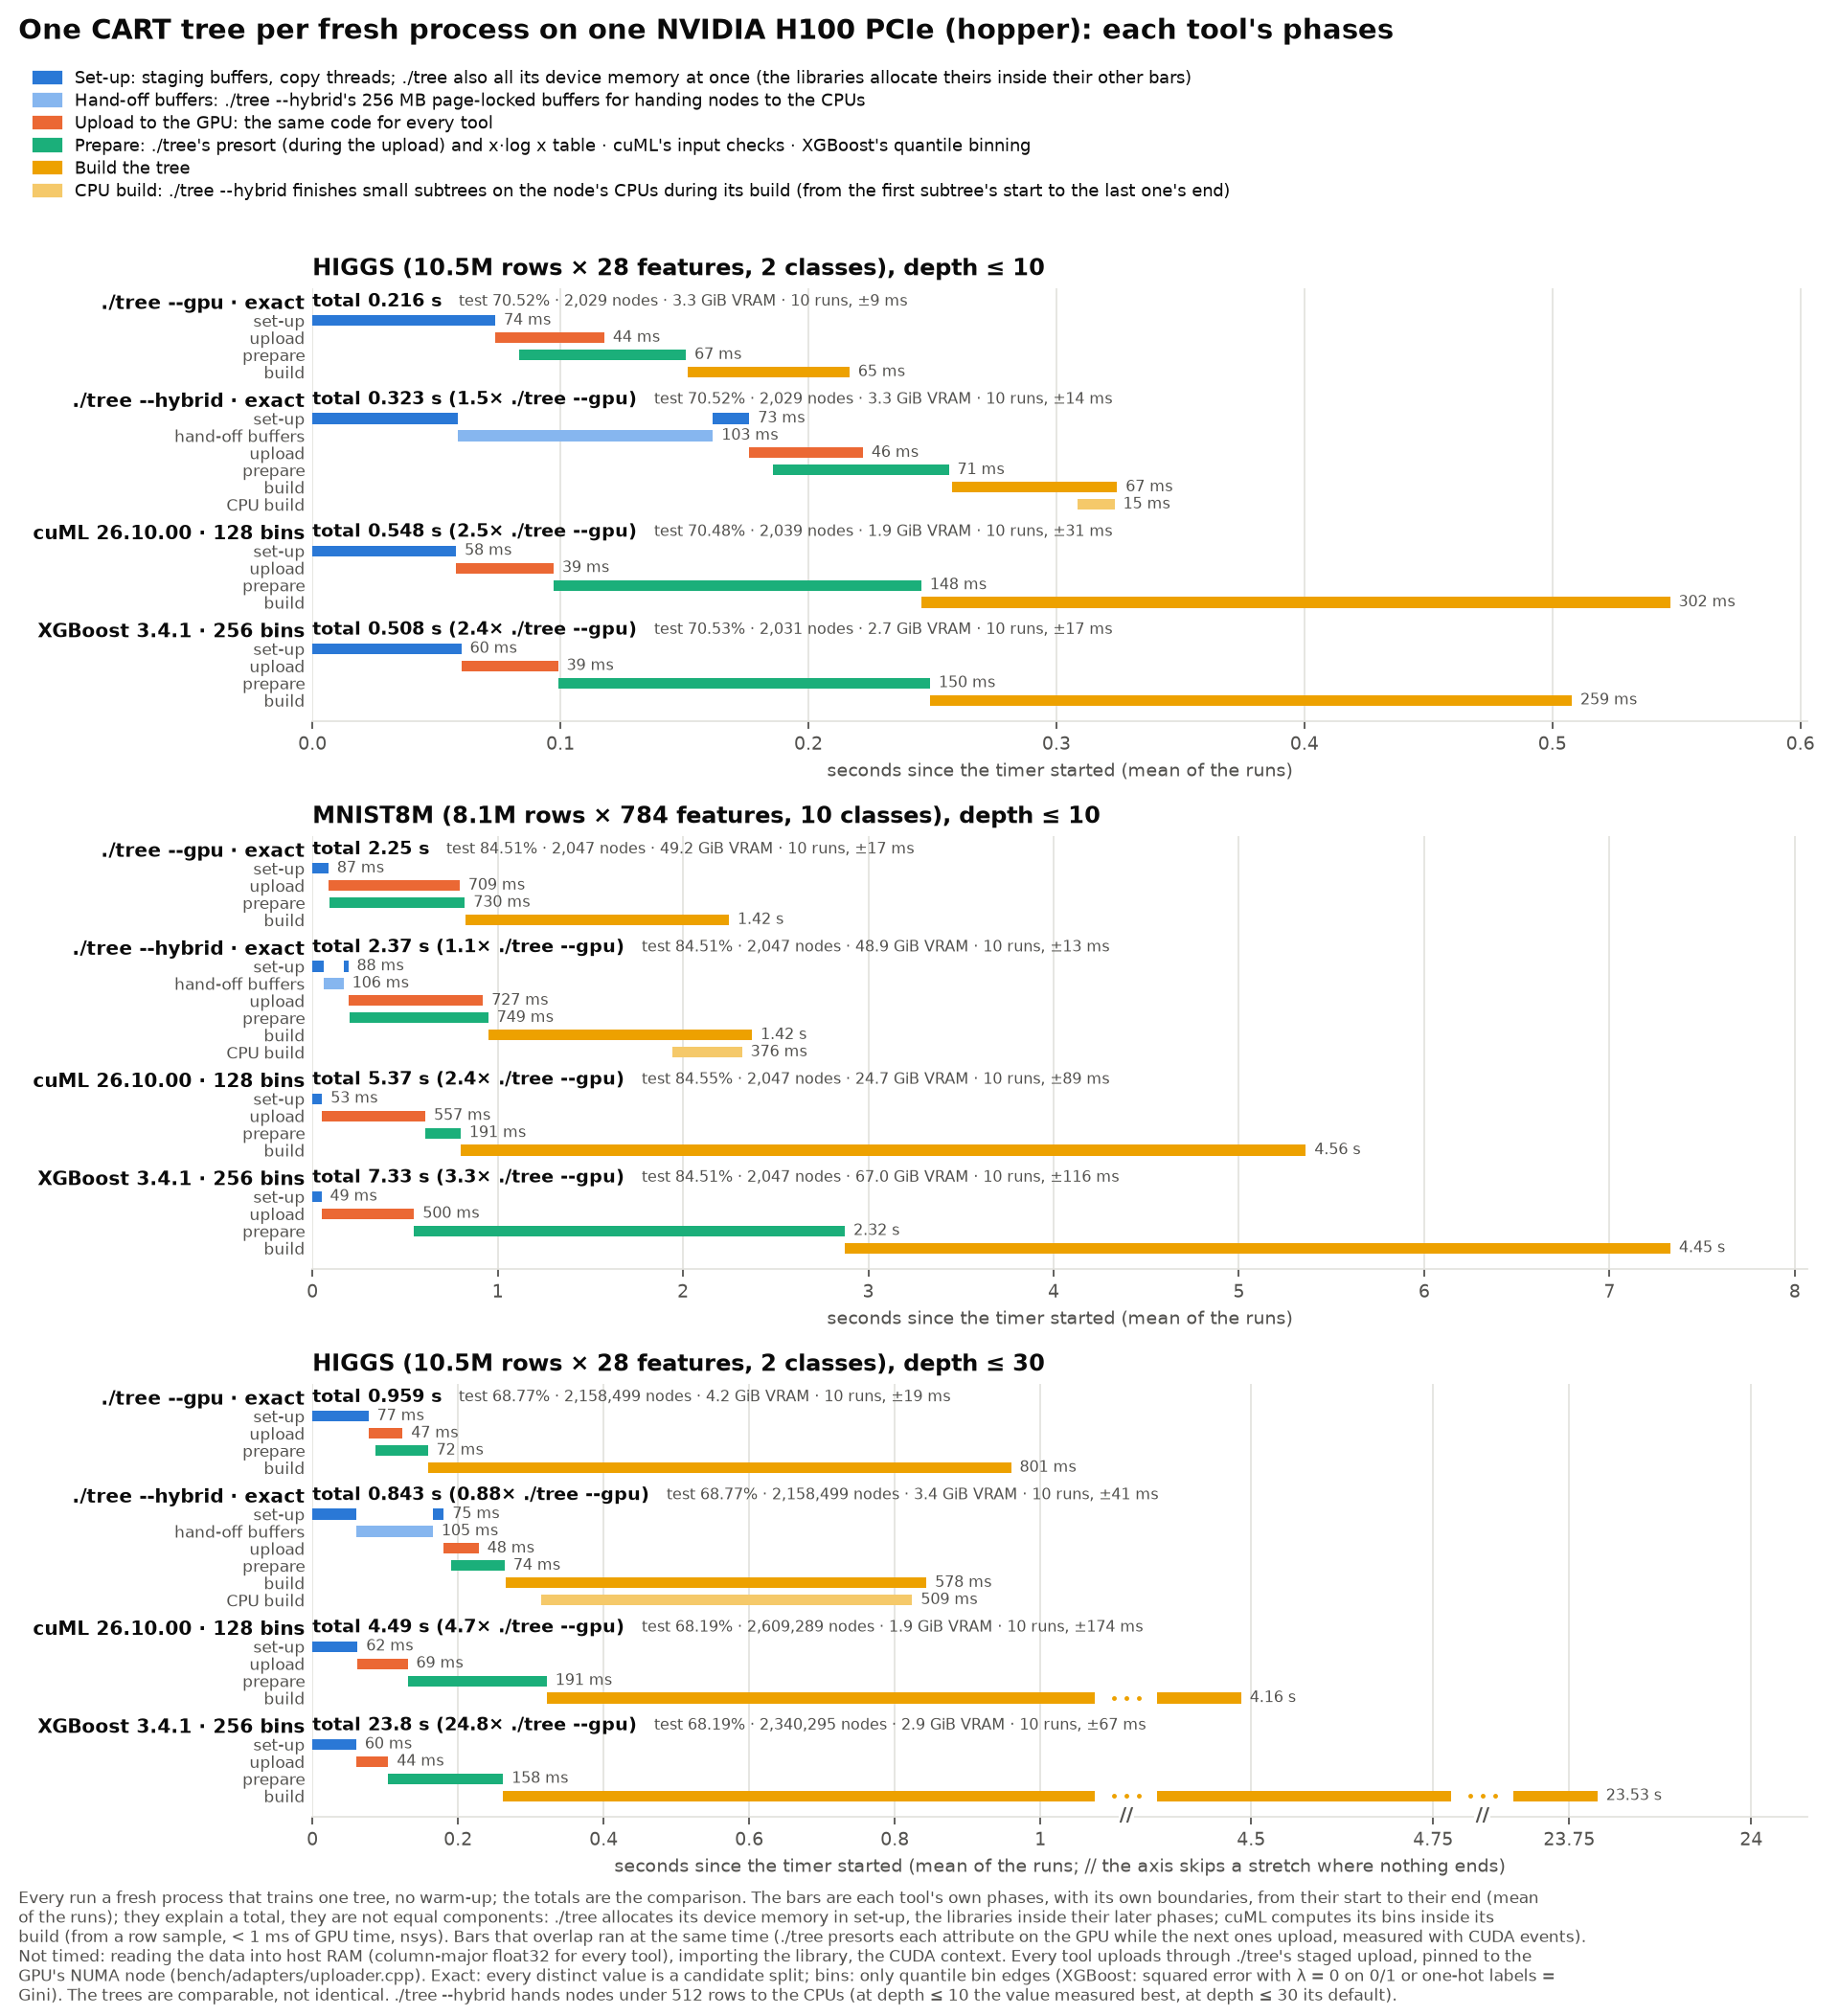 One CART tree per fresh process on one NVIDIA H100 PCIe (hopper): each tool's phases
Set-up: staging buffers, copy threads; ./tree also all its device memory at once (the libraries allocate theirs inside their other bars)
Hand-off buffers: ./tree --hybrid's 256 MB page-locked buffers for handing nodes to the CPUs
Upload to the GPU: the same code for every tool
Prepare: ./tree's presort (during the upload) and x·log x table · cuML's input checks · XGBoost's quantile binning
Build the tree
CPU build: ./tree --hybrid finishes small subtrees on the node's CPUs during its build (from the first subtree's start to the last one's end)
HIGGS (10.5M rows × 28 features, 2 classes), depth ≤ 10
./tree --gpu · exact total 0.216 s test 70.52% · 2,029 nodes · 3.3 GiB VRAM · 10 runs, ±9 ms
set-up 74 ms
upload 44 ms
prepare 67 ms
build 65 ms
./tree --hybrid · exact total 0.323 s (1.5× ./tree --gpu) test 70.52% · 2,029 nodes · 3.3 GiB VRAM · 10 runs, ±14 ms
set-up 73 ms
hand-off buffers 103 ms
upload 46 ms
prepare 71 ms
build 67 ms
CPU build 15 ms
cuML 26.10.00 · 128 bins total 0.548 s (2.5× ./tree --gpu) test 70.48% · 2,039 nodes · 1.9 GiB VRAM · 10 runs, ±31 ms
set-up 58 ms
upload 39 ms
prepare 148 ms
build 302 ms
XGBoost 3.4.1 · 256 bins total 0.508 s (2.4× ./tree --gpu) test 70.53% · 2,031 nodes · 2.7 GiB VRAM · 10 runs, ±17 ms
set-up 60 ms
upload 39 ms
prepare 150 ms
build 259 ms
0.0 0.1 0.2 0.3 0.4 0.5 0.6
seconds since the timer started (mean of the runs)
MNIST8M (8.1M rows × 784 features, 10 classes), depth ≤ 10
./tree --gpu · exact total 2.25 s test 84.51% · 2,047 nodes · 49.2 GiB VRAM · 10 runs, ±17 ms
set-up 87 ms
upload 709 ms
prepare 730 ms
build 1.42 s
./tree --hybrid · exact total 2.37 s (1.1× ./tree --gpu) test 84.51% · 2,047 nodes · 48.9 GiB VRAM · 10 runs, ±13 ms
set-up 88 ms
hand-off buffers 106 ms
upload 727 ms
prepare 749 ms
build 1.42 s
CPU build 376 ms
cuML 26.10.00 · 128 bins total 5.37 s (2.4× ./tree --gpu) test 84.55% · 2,047 nodes · 24.7 GiB VRAM · 10 runs, ±89 ms
set-up 53 ms
upload 557 ms
prepare 191 ms
build 4.56 s
XGBoost 3.4.1 · 256 bins total 7.33 s (3.3× ./tree --gpu) test 84.51% · 2,047 nodes · 67.0 GiB VRAM · 10 runs, ±116 ms
set-up 49 ms
upload 500 ms
prepare 2.32 s
build 4.45 s
0 1 2 3 4 5 6 7 8
seconds since the timer started (mean of the runs)
HIGGS (10.5M rows × 28 features, 2 classes), depth ≤ 30
./tree --gpu · exact total 0.959 s test 68.77% · 2,158,499 nodes · 4.2 GiB VRAM · 10 runs, ±19 ms
set-up 77 ms
upload 47 ms
prepare 72 ms
build 801 ms
./tree --hybrid · exact total 0.843 s (0.88× ./tree --gpu) test 68.77% · 2,158,499 nodes · 3.4 GiB VRAM · 10 runs, ±41 ms
set-up 75 ms
hand-off buffers 105 ms
upload 48 ms
prepare 74 ms
build 578 ms
CPU build 509 ms
cuML 26.10.00 · 128 bins total 4.49 s (4.7× ./tree --gpu) test 68.19% · 2,609,289 nodes · 1.9 GiB VRAM · 10 runs, ±174 ms
set-up 62 ms
upload 69 ms
prepare 191 ms
build 4.16 s
XGBoost 3.4.1 · 256 bins total 23.8 s (24.8× ./tree --gpu) test 68.19% · 2,340,295 nodes · 2.9 GiB VRAM · 10 runs, ±67 ms
set-up 60 ms
upload 44 ms
prepare 158 ms
build 23.53 s
0 0.2 0.4 0.6 0.8 1 // 4.5 4.75 // 23.75 24
seconds since the timer started (mean of the runs; // the axis skips a stretch where nothing ends)
Every run a fresh process that trains one tree, no warm-up; the totals are the comparison. The bars are each tool's own phases, with its own boundaries, from their start to their end (mean
of the runs); they explain a total, they are not equal components: ./tree allocates its device memory in set-up, the libraries inside their later phases; cuML computes its bins inside its
build (from a row sample, < 1 ms of GPU time, nsys). Bars that overlap ran at the same time (./tree presorts each attribute on the GPU while the next ones upload, measured with CUDA events).
Not timed: reading the data into host RAM (column-major float32 for every tool), importing the library, the CUDA context. Every tool uploads through ./tree's staged upload, pinned to the
GPU's NUMA node (bench/adapters/uploader.cpp). Exact: every distinct value is a candidate split; bins: only quantile bin edges (XGBoost: squared error with λ = 0 on 0/1 or one-hot labels =
Gini). The trees are comparable, not identical. ./tree --hybrid hands nodes under 512 rows to the CPUs (at depth ≤ 10 the value measured best, at depth ≤ 30 its default).